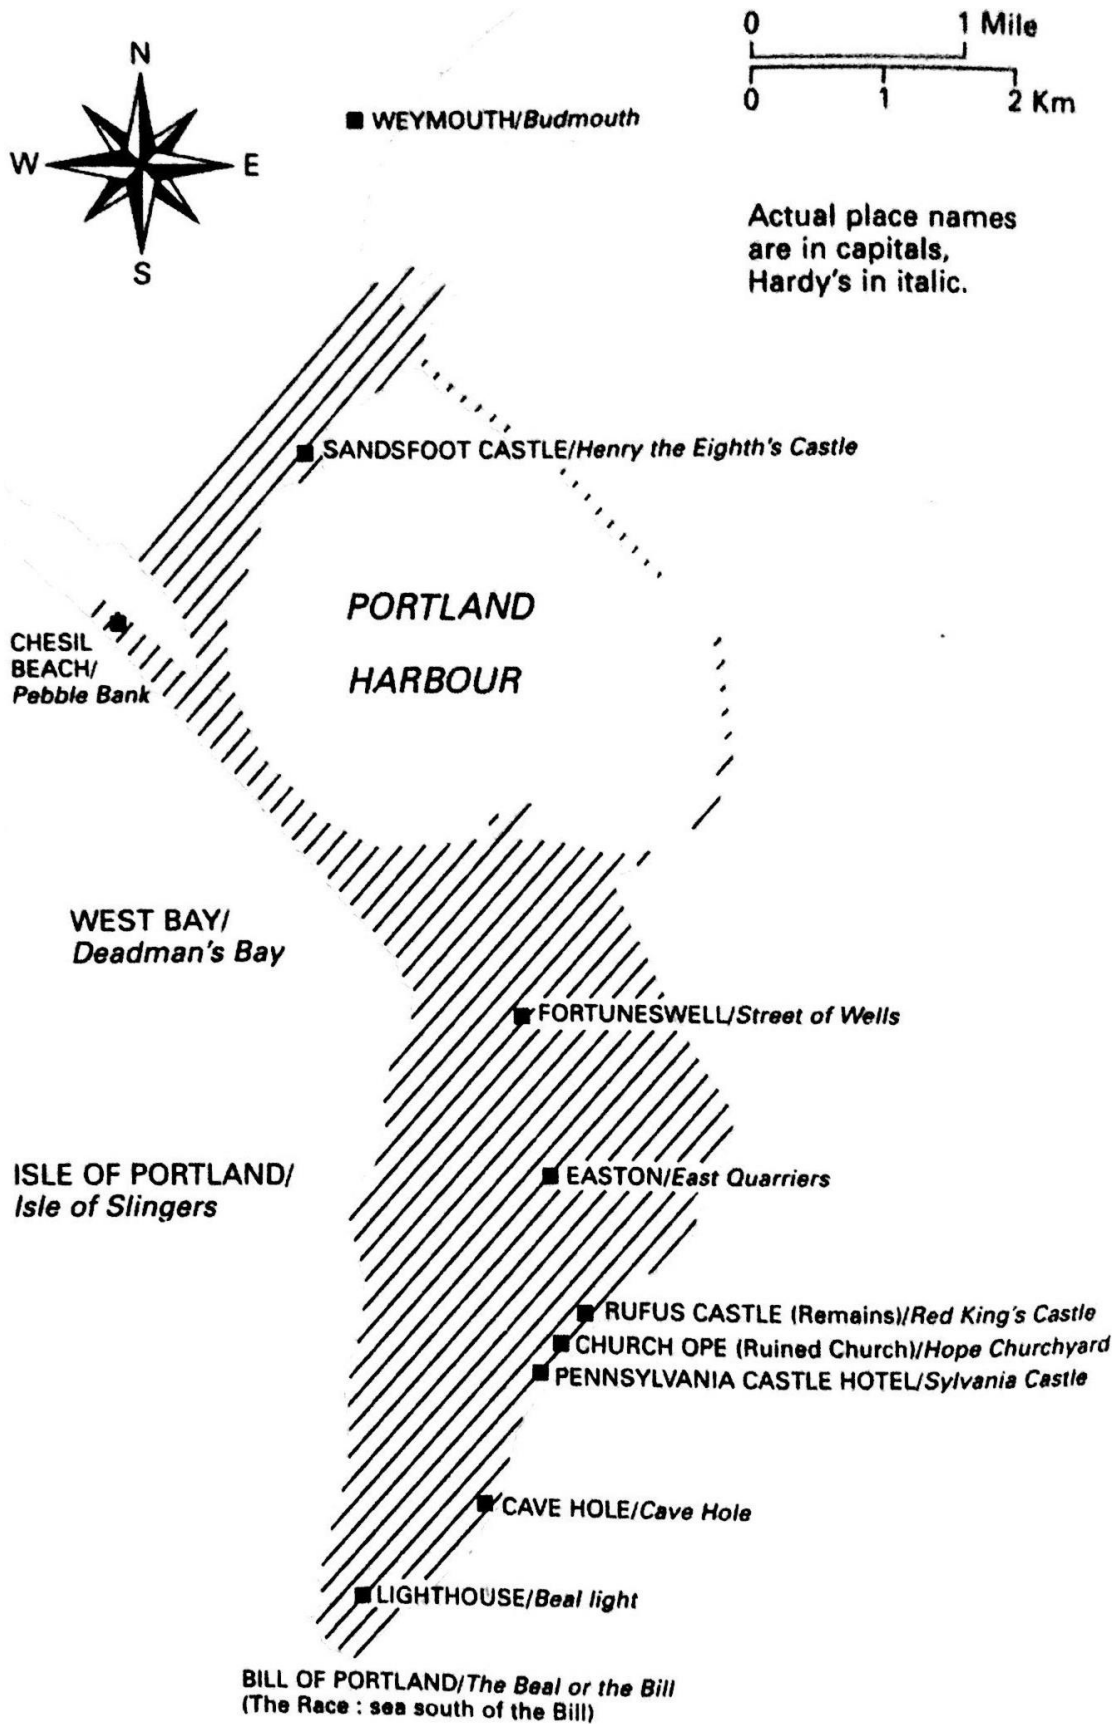 0 1 Mile
0 1 2 Km
N
W E
S
WEYMOUTH/Budmouth
Actual place names
are in capitals,
Hardy's in italic.
SANDSFOOT CASTLE/Henry the Eighth's Castle
PORTLAND
HARBOUR
CHESIL
BEACH/
Pebble Bank
WEST BAY/
Deadman's Bay
FORTUNESWELL/Street of Wells
ISLE OF PORTLAND/
Isle of Slingers
EASTON/East Quarriers
RUFUS CASTLE (Remains)/Red King's Castle
CHURCH OPE (Ruined Church)/Hope Churchyard
PENNSYLVANIA CASTLE HOTEL/Sylvania Castle
CAVE HOLE/Cave Hole
LIGHTHOUSE/Beal light
BILL OF PORTLAND/The Beal or the Bill
(The Race : sea south of the Bill)